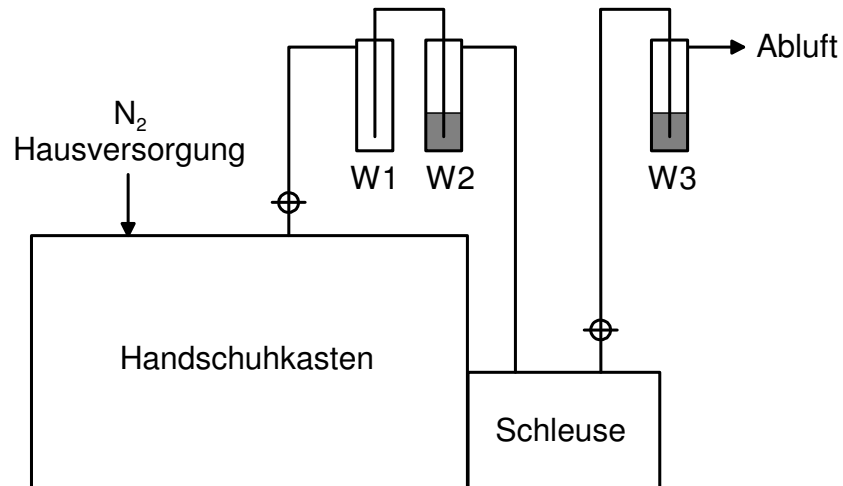 Abluft
N₂
Hausversorgung
W1
W2
W3
Handschuhkasten
Schleuse